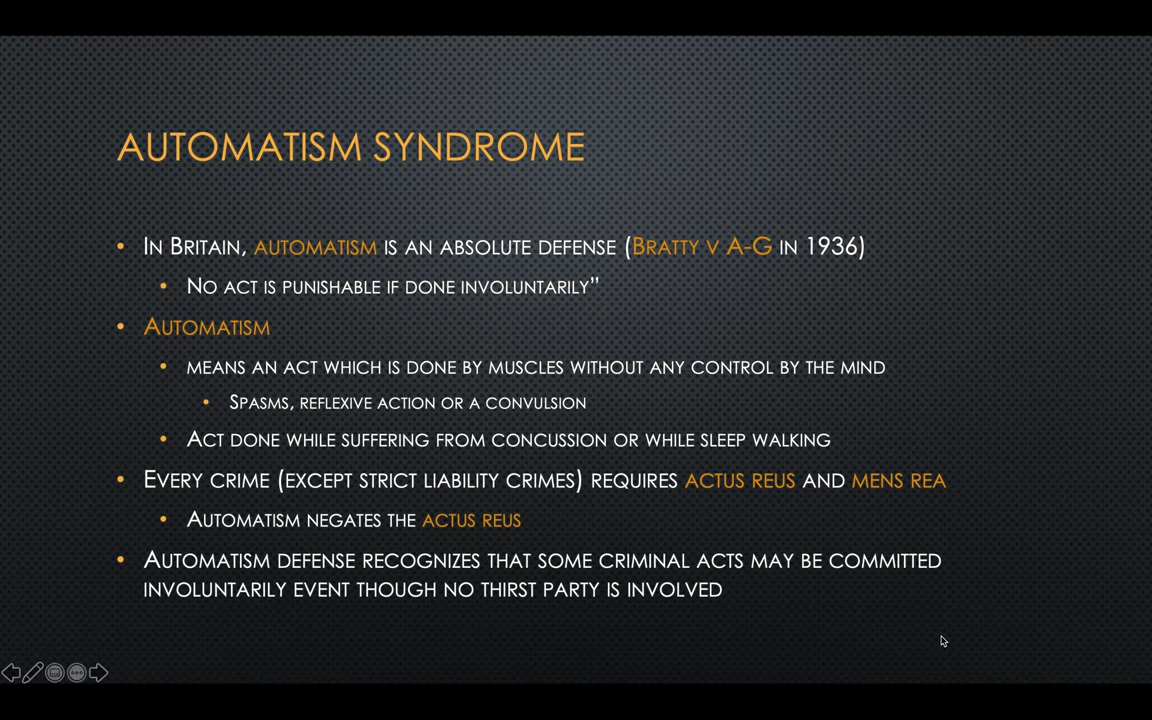 AUTOMATISM SYNDROME
• IN BRITAIN, AUTOMATISM IS AN ABSOLUTE DEFENSE (BRATTY V A-G IN 1936)
• NO ACT IS PUNISHABLE IF DONE INVOLUNTARILY”
• AUTOMATISM
• MEANS AN ACT WHICH IS DONE BY MUSCLES WITHOUT ANY CONTROL BY THE MIND
• SPASMS, REFLEXIVE ACTION OR A CONVULSION
• ACT DONE WHILE SUFFERING FROM CONCUSSION OR WHILE SLEEP WALKING
• EVERY CRIME (EXCEPT STRICT LIABILITY CRIMES) REQUIRES ACTUS REUS AND MENS REA
• AUTOMATISM NEGATES THE ACTUS REUS
• AUTOMATISM DEFENSE RECOGNIZES THAT SOME CRIMINAL ACTS MAY BE COMMITTED
INVOLUNTARILY EVENT THOUGH NO THIRST PARTY IS INVOLVED